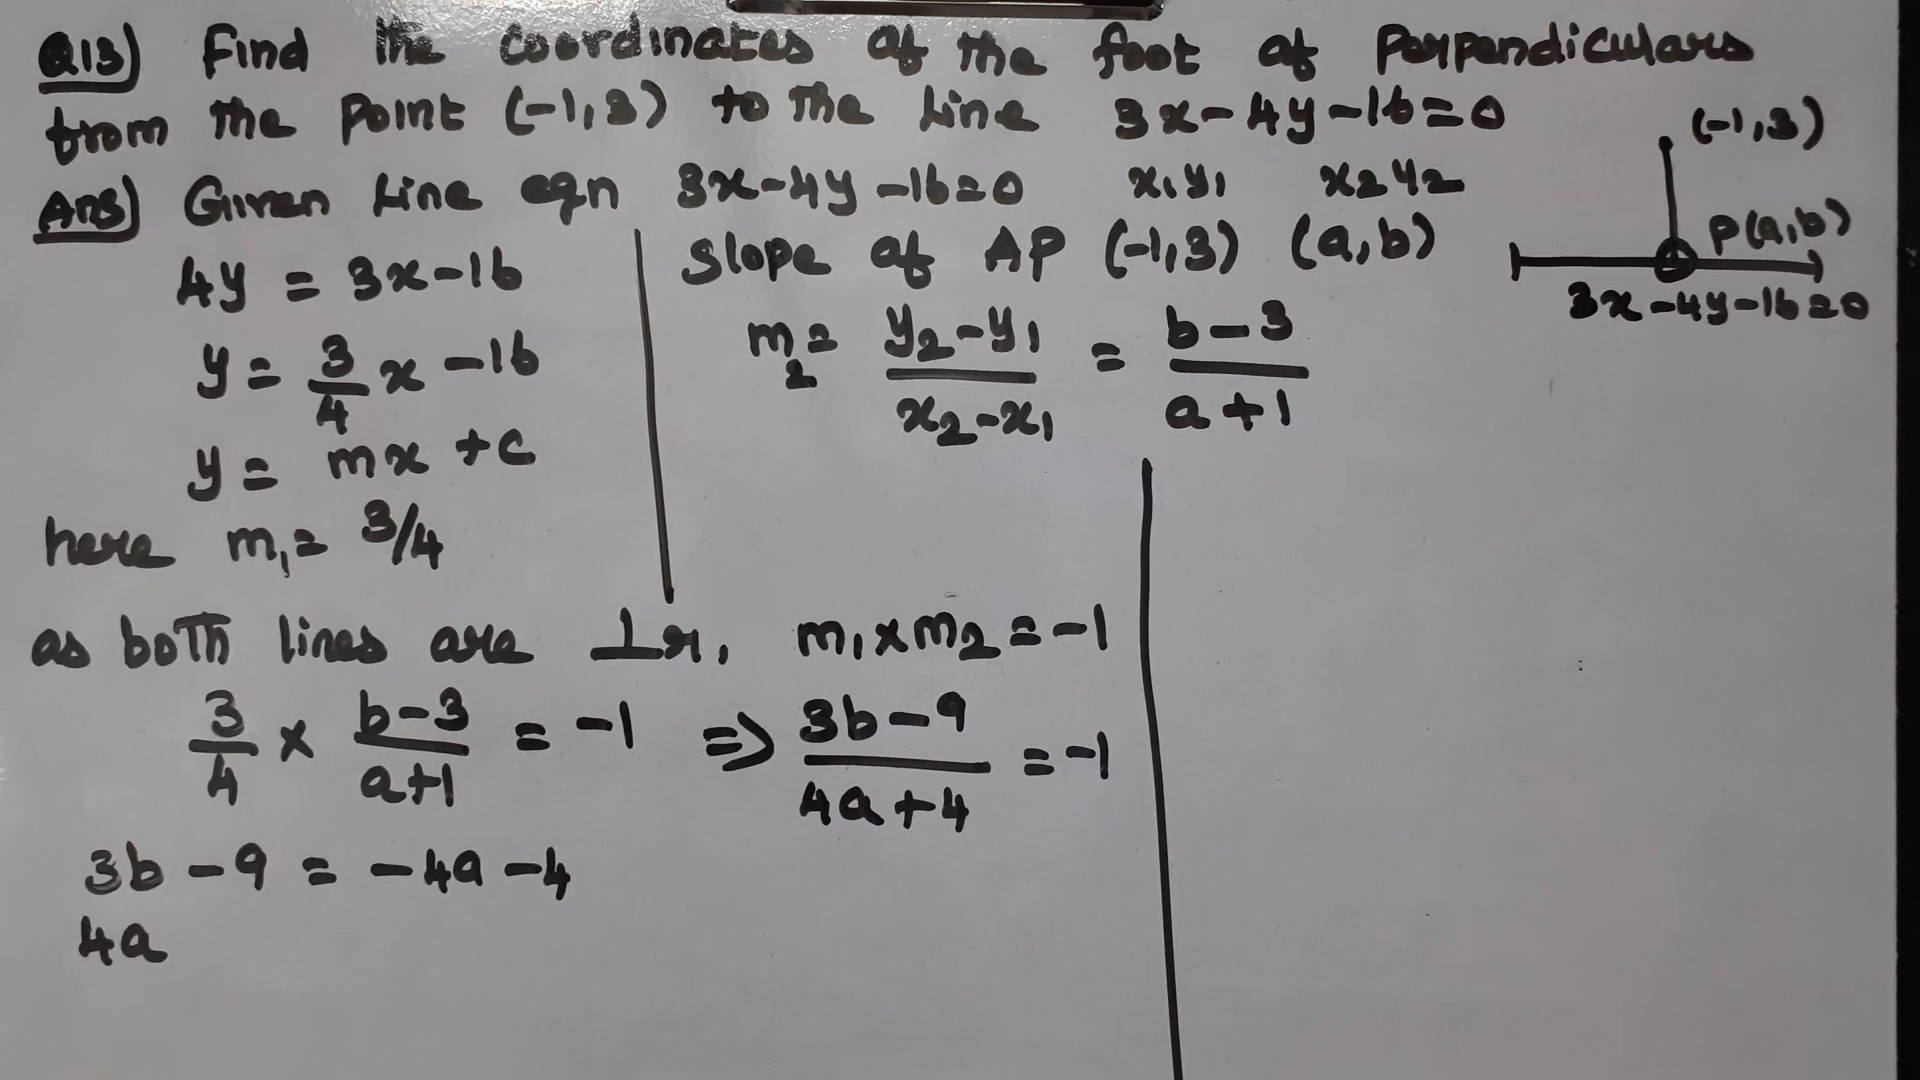 Q13) Find the coordinates of the foot of Perpendiculars
from the Point (-1,3) to the Line 3x-4y-16=0
Ans) Given Line eqn 3x-4y-16=0
4y = 3x-16
y = 3/4 x -16
y = mx +c
here m₁= 3/4
x₁y₁ x₂y₂
Slope of AP (-1,3) (a,b)
m₂= y₂-y₁ / x₂-x₁ = b-3 / a+1
(-1,3)
P(a,b)
3x-4y-16=0
as both lines are ⊥r, m₁xm₂=-1
3/4 x b-3 / a+1 = -1 => 3b-9 / 4a+4 =-1
3b-9 = -4a-4
4a